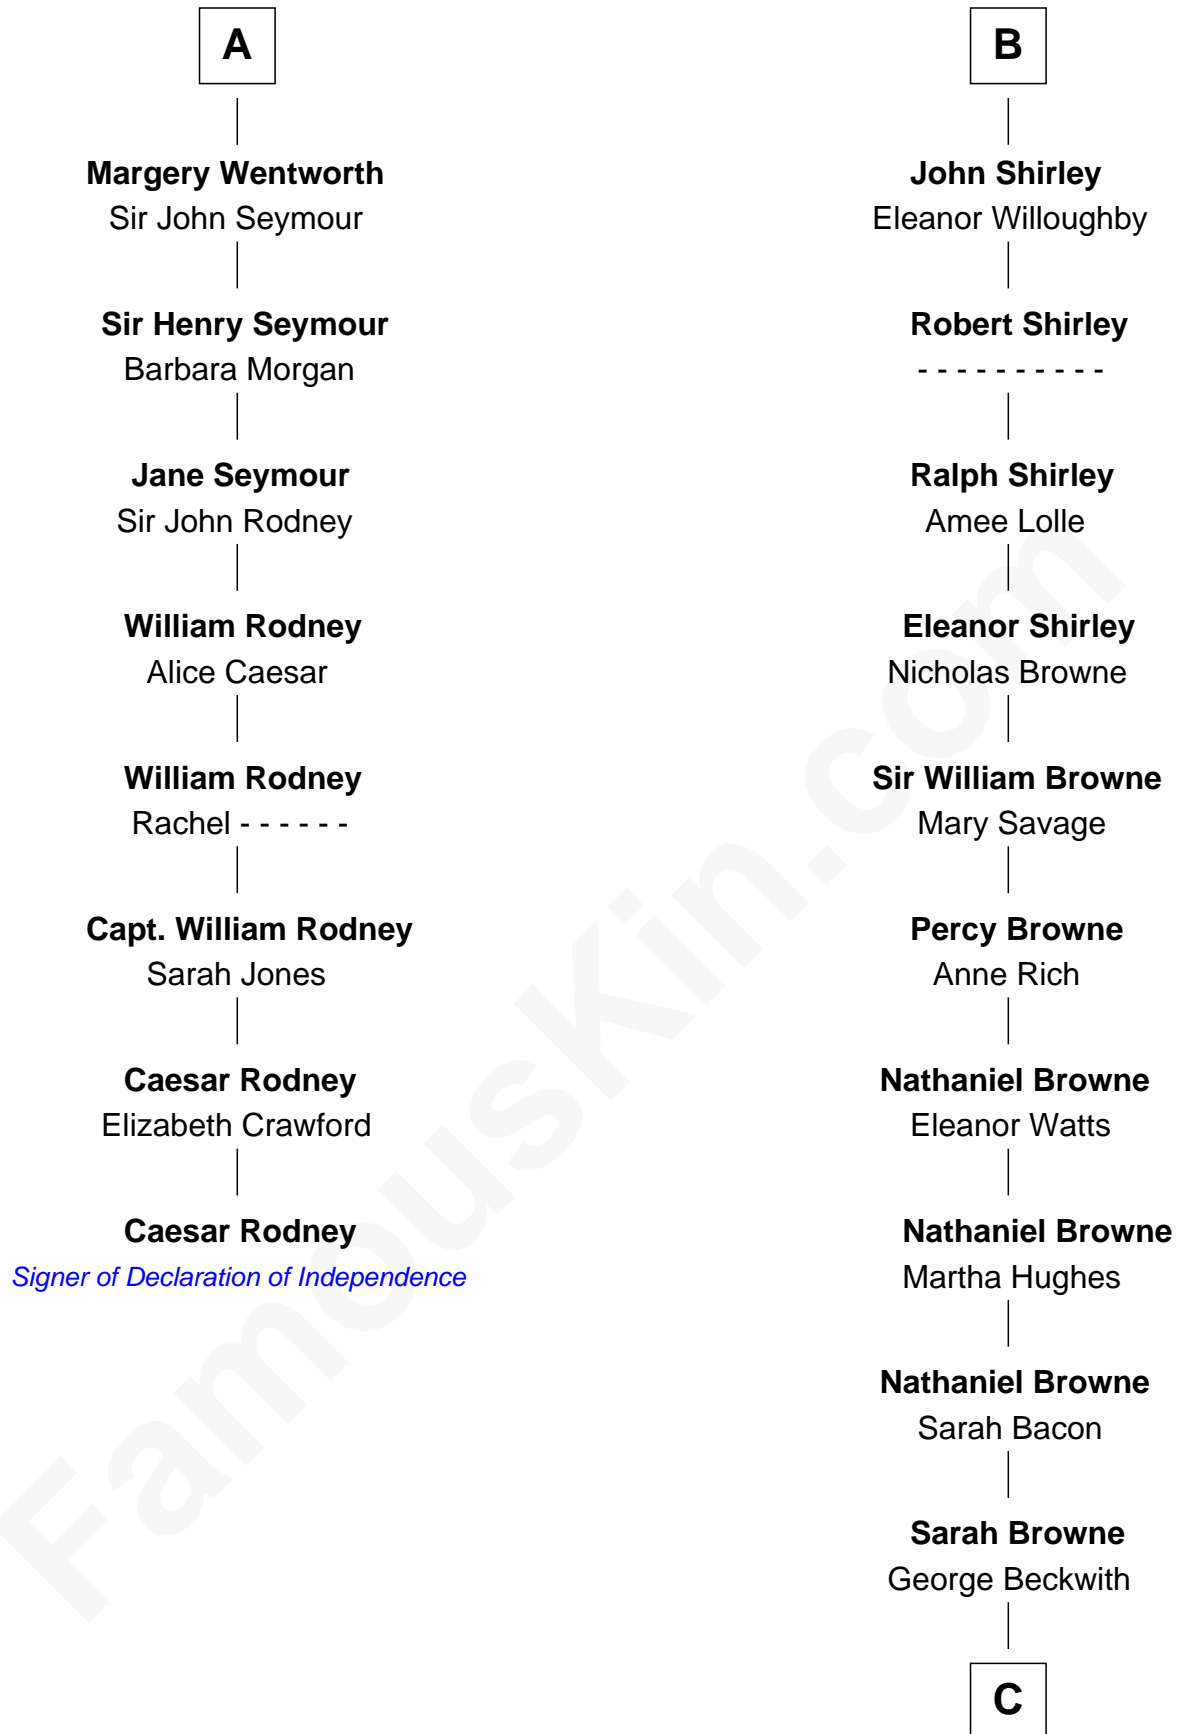 A
Margery Wentworth
Sir John Seymour
Sir Henry Seymour
Barbara Morgan
Jane Seymour
Sir John Rodney
William Rodney
Alice Caesar
William Rodney
Rachel - - - - - -
Capt. William Rodney
Sarah Jones
Caesar Rodney
Elizabeth Crawford
Caesar Rodney
Signer of Declaration of Independence
B
John Shirley
Eleanor Willoughby
Robert Shirley
- - - - - - - - - -
Ralph Shirley
Amee Lolle
Eleanor Shirley
Nicholas Browne
Sir William Browne
Mary Savage
Percy Browne
Anne Rich
Nathaniel Browne
Eleanor Watts
Nathaniel Browne
Martha Hughes
Nathaniel Browne
Sarah Bacon
Sarah Browne
George Beckwith
C
FamousKin.com